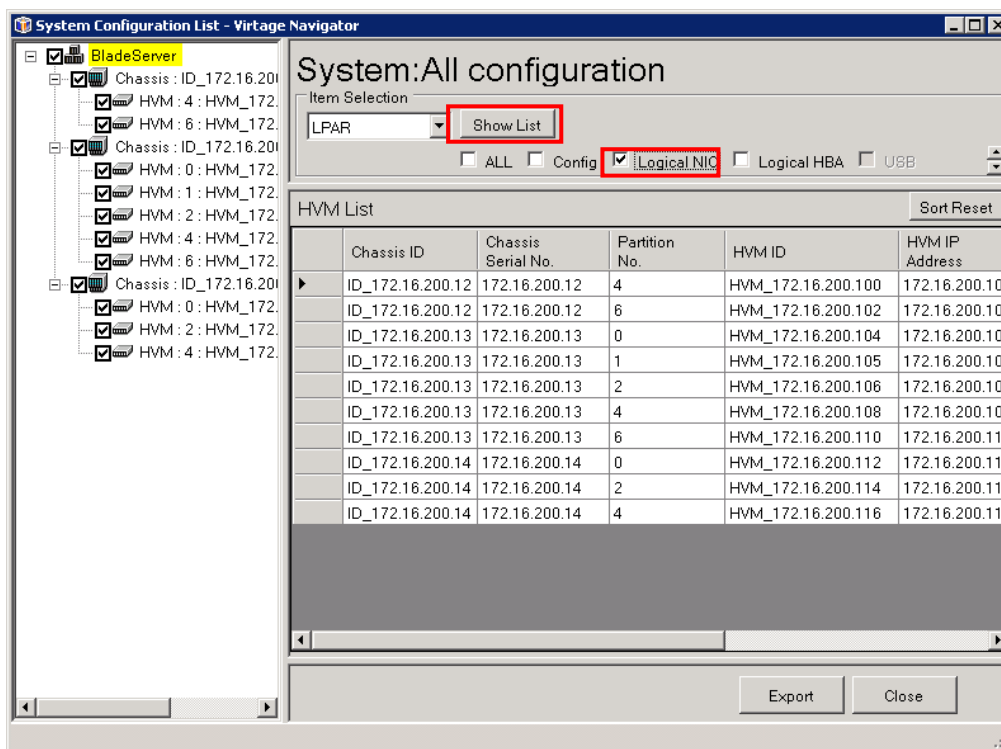 System Configuration List - Virtage Navigator
BladeServer
Chassis : ID_172.16.20
HVM : 4 : HVM_172.
HVM : 6 : HVM_172.
Chassis : ID_172.16.20
HVM : 0 : HVM_172.
HVM : 1 : HVM_172.
HVM : 2 : HVM_172.
HVM : 4 : HVM_172.
HVM : 6 : HVM_172.
Chassis : ID_172.16.20
HVM : 0 : HVM_172.
HVM : 2 : HVM_172.
HVM : 4 : HVM_172.
System:All configuration
Item Selection
LPAR Show List
ALL Config Logical NIC Logical HBA USB
HVM List Sort Reset
Chassis ID Chassis Serial No. Partition No. HVM ID HVM IP Address
ID_172.16.200.12 172.16.200.12 4 HVM_172.16.200.100 172.16.200.10
ID_172.16.200.12 172.16.200.12 6 HVM_172.16.200.102 172.16.200.10
ID_172.16.200.13 172.16.200.13 0 HVM_172.16.200.104 172.16.200.10
ID_172.16.200.13 172.16.200.13 1 HVM_172.16.200.105 172.16.200.10
ID_172.16.200.13 172.16.200.13 2 HVM_172.16.200.106 172.16.200.10
ID_172.16.200.13 172.16.200.13 4 HVM_172.16.200.108 172.16.200.10
ID_172.16.200.13 172.16.200.13 6 HVM_172.16.200.110 172.16.200.11
ID_172.16.200.14 172.16.200.14 0 HVM_172.16.200.112 172.16.200.11
ID_172.16.200.14 172.16.200.14 2 HVM_172.16.200.114 172.16.200.11
ID_172.16.200.14 172.16.200.14 4 HVM_172.16.200.116 172.16.200.11
Export Close